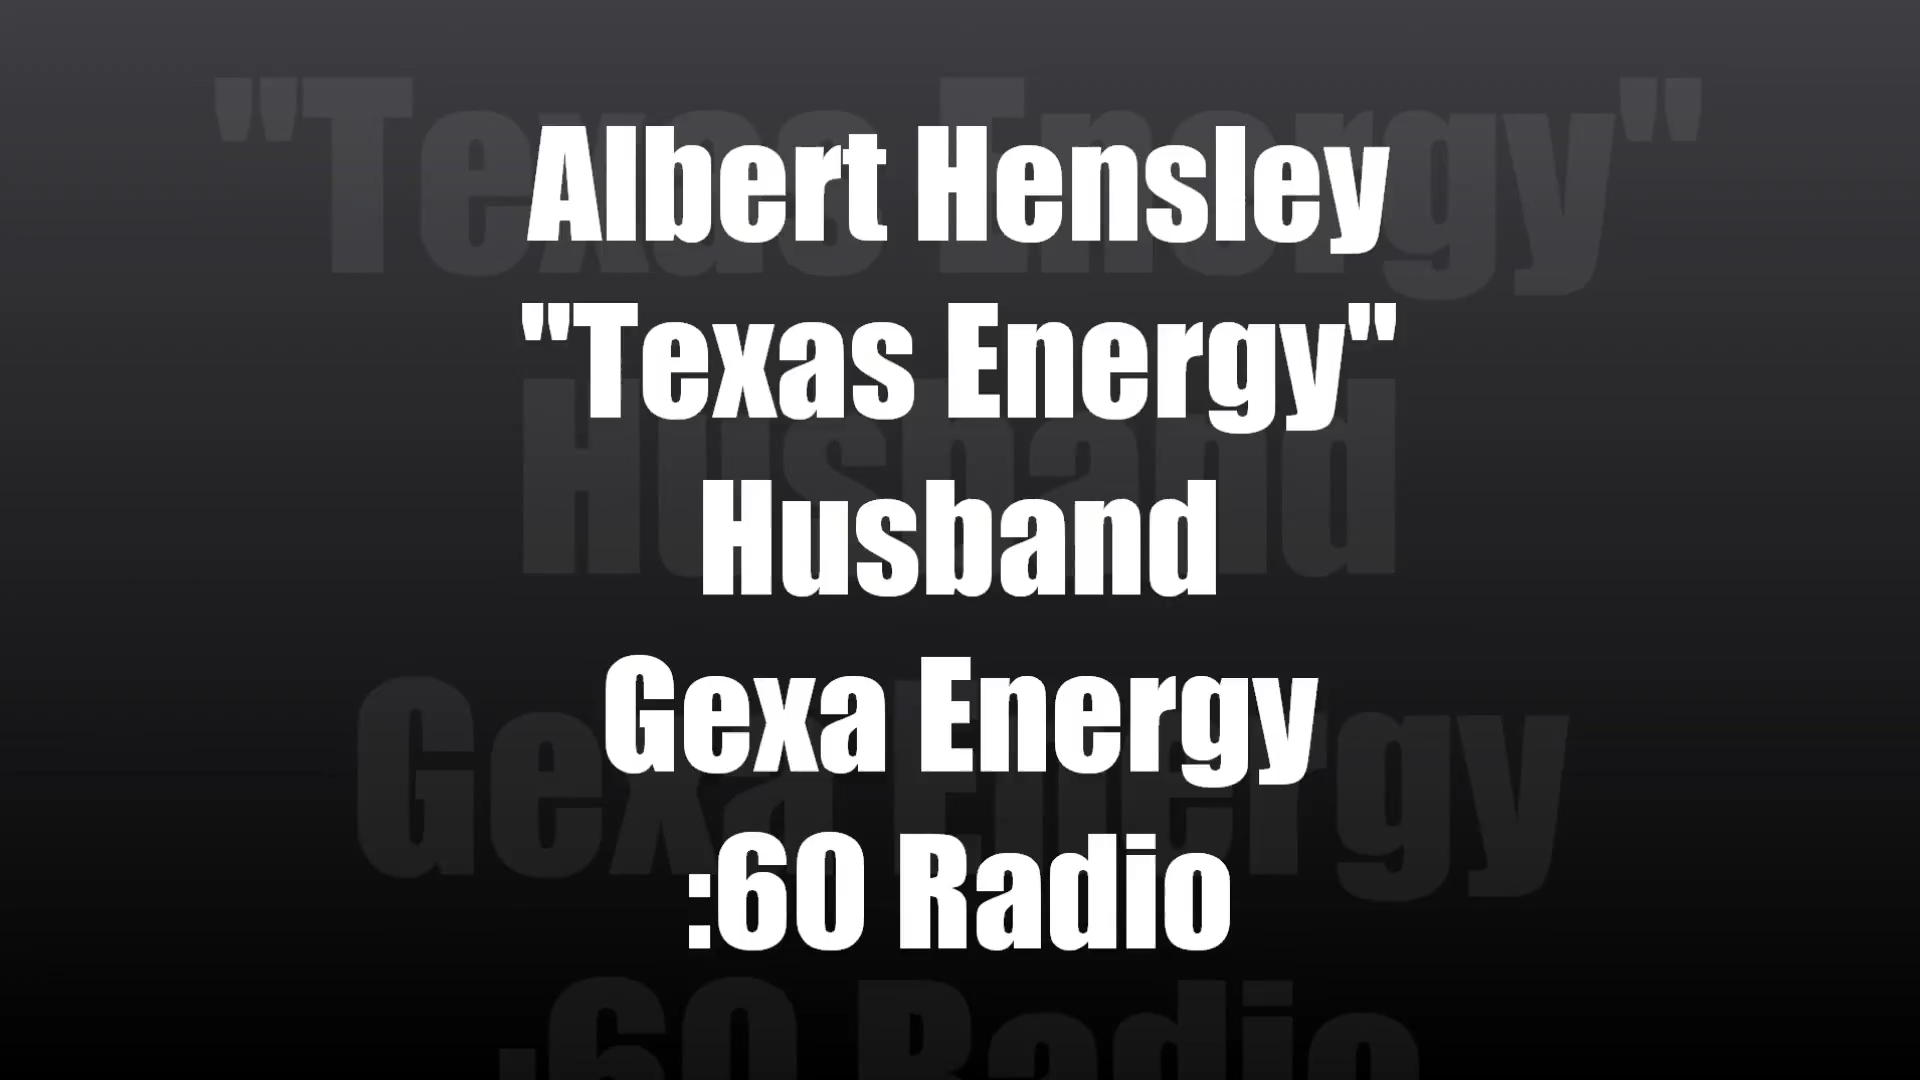 Albert Hensley
"Texas Energy"
Husband
Gexa Energy
:60 Radio